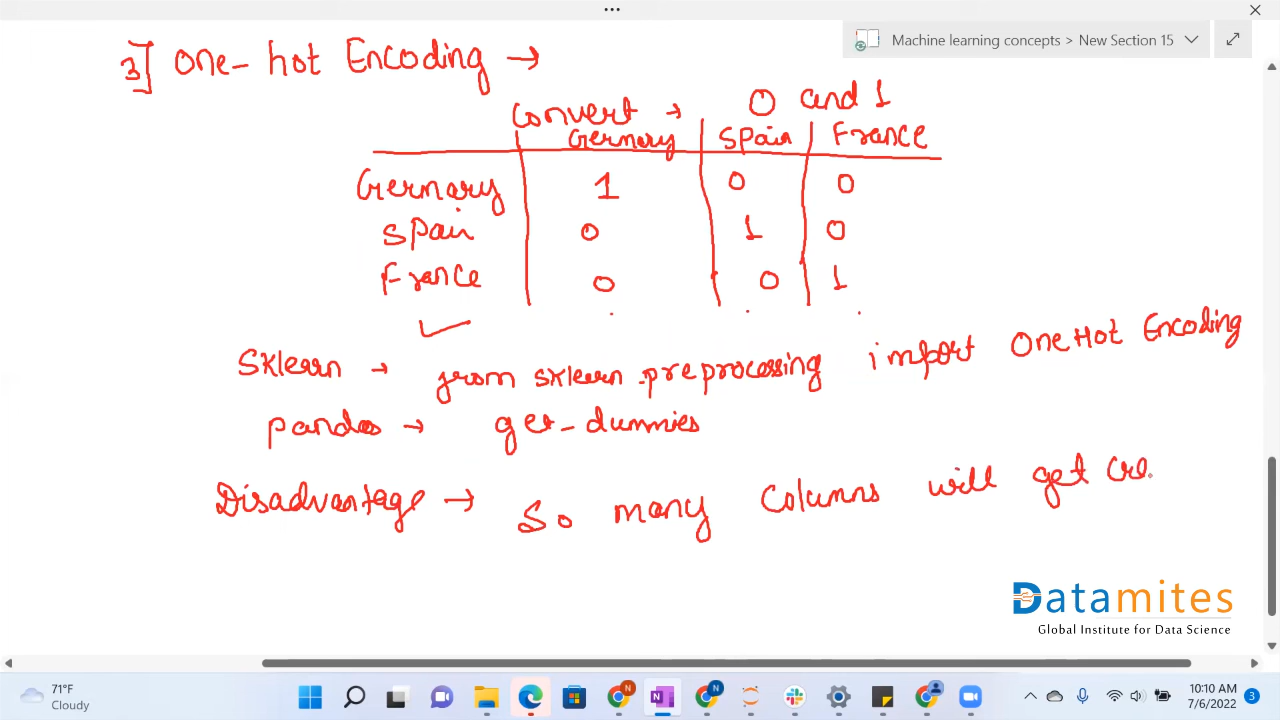 Machine learning concepts > New Section 15
3] One-hot Encoding →
Convert → 0 and 1
Germany Spain France
Germany 1 0 0
Spain 0 1 0
France 0 0 1
Sklearn → from sklearn.preprocessing import OneHot Encoding
pandas → get_dummies
Disadvantage → So many Columns will get cre
Datamites
Global Institute for Data Science
71°F
Cloudy
10:10 AM
7/6/2022
3